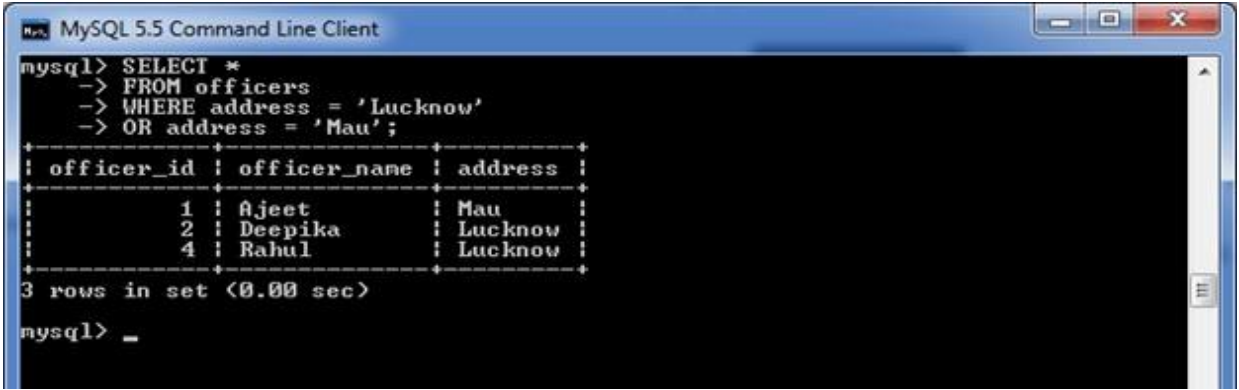 MySQL 5.5 Command Line Client
mysql> SELECT *
    -> FROM officers
    -> WHERE address = 'Lucknow'
    -> OR address = 'Mau';
+------------+--------------+---------+
| officer_id | officer_name | address |
+------------+--------------+---------+
|          1 | Ajeet        | Mau     |
|          2 | Deepika      | Lucknow |
|          4 | Rahul        | Lucknow |
+------------+--------------+---------+
3 rows in set (0.00 sec)
mysql> _